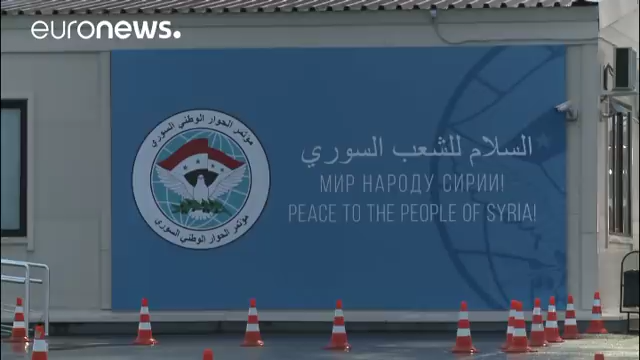 euronews.
مؤتمر الحوار الوطني السوري
مؤتمر الحوار الوطني السوري
السلام للشعب السوري
МИР НАРОДУ СИРИИ!
PEACE TO THE PEOPLE OF SYRIA!